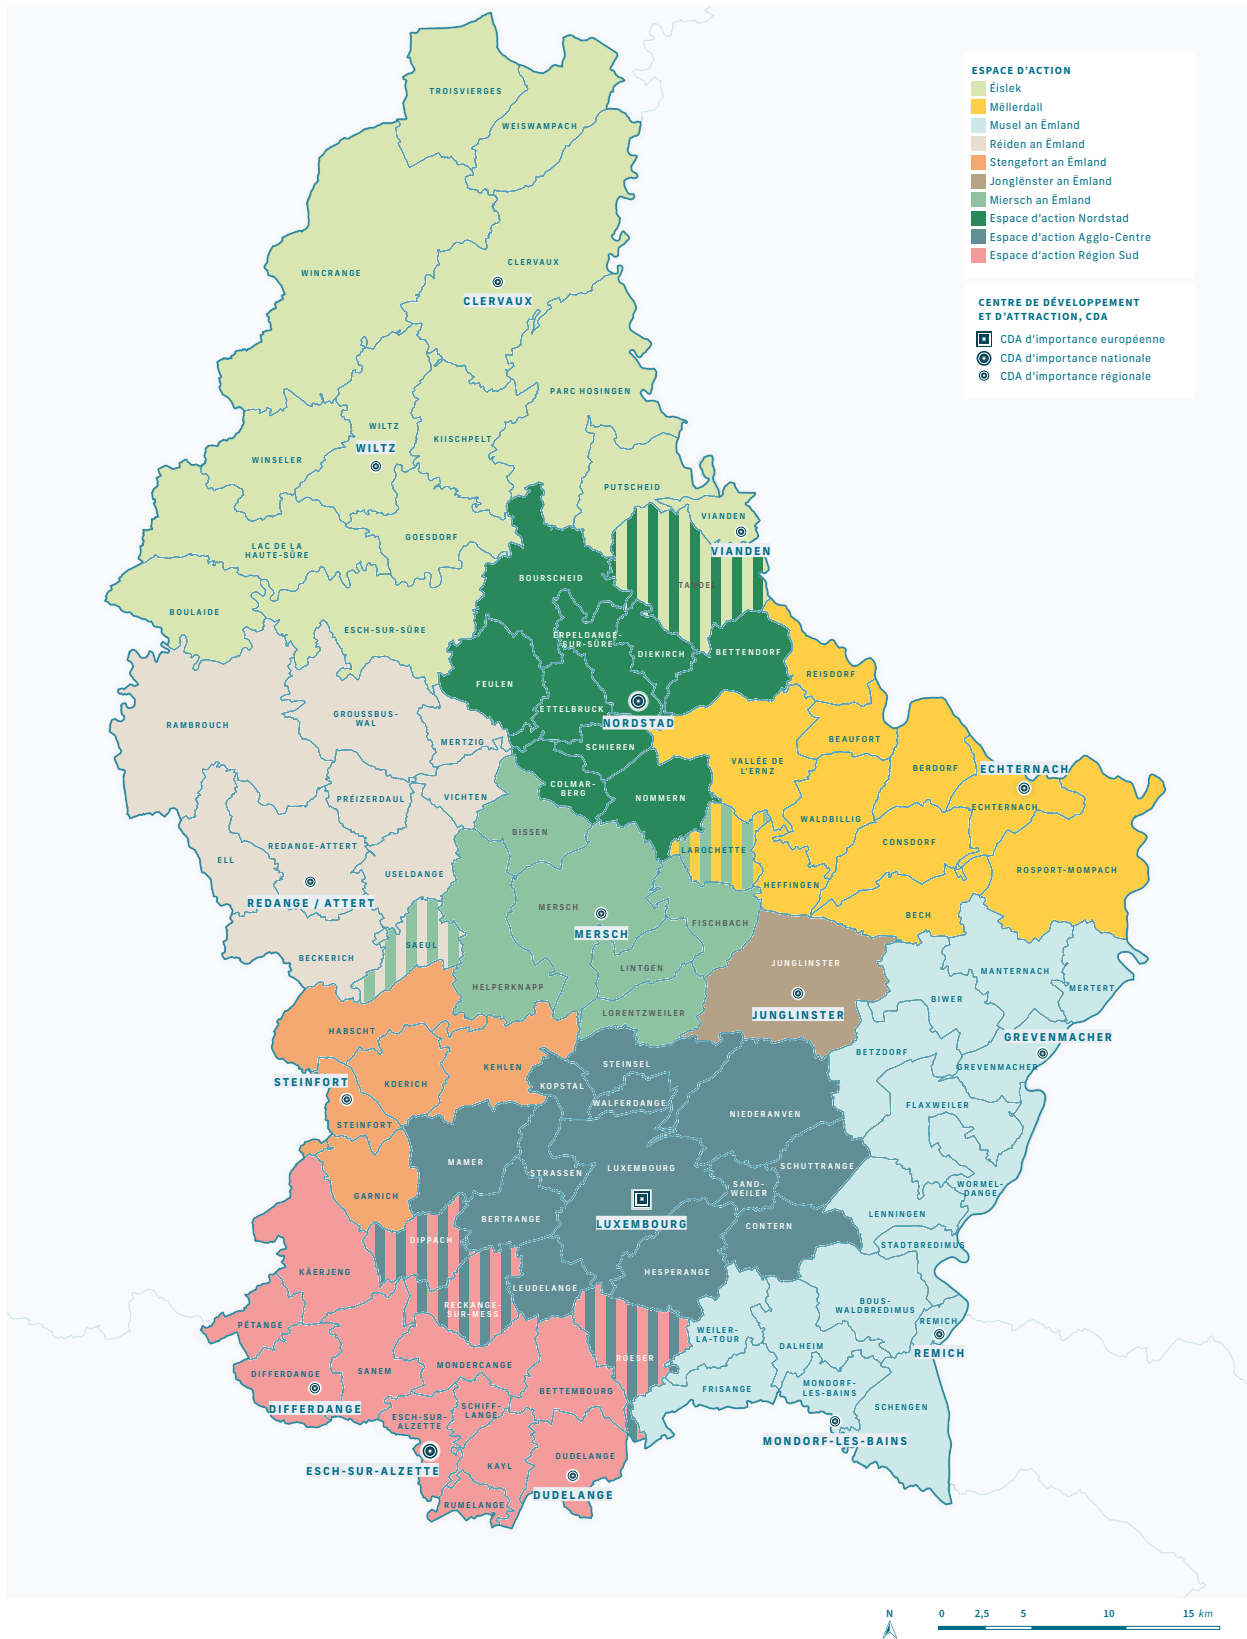 ESPACE D'ACTION
Éislek
Mëllerdall
Musel an Ëmland
Réiden an Ëmland
Stengefort an Ëmland
Jonglënster an Ëmland
Miersch an Ëmland
Espace d'action Nordstad
Espace d'action Agglo-Centre
Espace d'action Région Sud
CENTRE DE DÉVELOPPEMENT
ET D'ATTRACTION, CDA
CDA d'importance européenne
CDA d'importance nationale
CDA d'importance régionale
TROISVIERGES
WEISWAMPACH
WINCRANGE
CLERVAUX
CLERVAUX
PARC HOSINGEN
WILTZ
WILTZ
KIISCHPELT
WINSELER
PUTSCHEID
VIANDEN
VIANDEN
GOESDORF
LAC DE LA
HAUTE-SÛRE
BOULAIDE
ESCH-SUR-SÛRE
BOURSCHEID
TANDEL
ERPELDANGE-
SUR-SÛRE
DIEKIRCH
BETTENDORF
FEULEN
ETTELBRUCK
NORDSTAD
SCHIEREN
COLMAR-
BERG
NOMMERN
REISDORF
BEAUFORT
VALLÉE DE
L'ERNZ
BERDORF
ECHTERNACH
ECHTERNACH
WALDBILLIG
CONSDORF
ROSPORT-MOMPACH
HEFFINGEN
BECH
LAROCHETTE
RAMBROUCH
GROUSSBUS-
WAL
MERTZIG
PRÉIZERDAUL
VICHTEN
REDANGE-ATTERT
ELL
USELDANGE
REDANGE / ATTERT
BECKERICH
SAEUL
BISSEN
MERSCH
MERSCH
FISCHBACH
LINTGEN
HELPERKNAPP
LORENTZWEILER
JUNGLINSTER
JUNGLINSTER
MANTERNACH
MERTERT
BIWER
GREVENMACHER
BETZDORF
GREVENMACHER
FLAXWEILER
WORMEL-
DANGE
LENNINGEN
STADTBREDIMUS
BOUS-
WALDBREDIMUS
REMICH
REMICH
WEILER-
LA-TOUR
DALHEIM
FRISANGE
MONDORF-
LES-BAINS
SCHENGEN
MONDORF-LES-BAINS
HABSCHT
KEHLEN
KOERICH
STEINFORT
STEINFORT
GARNICH
STEINSEL
KOPSTAL
WALFERDANGE
NIEDERANVEN
MAMER
STRASSEN
LUXEMBOURG
SCHUTTRANGE
SAND-
WEILER
LUXEMBOURG
BERTRANGE
CONTERN
HESPERANGE
LEUDELANGE
DIPPACH
RECKANGE-
SUR-MESS
ROESER
KÄERJENG
PÉTANGE
DIFFERDANGE
DIFFERDANGE
SANEM
MONDERCANGE
BETTEMBOURG
ESCH-SUR-
ALZETTE
SCHIFF-
LANGE
ESCH-SUR-ALZETTE
KAYL
DUDELANGE
DUDELANGE
RUMELANGE
N
0 2,5 5 10 15 km